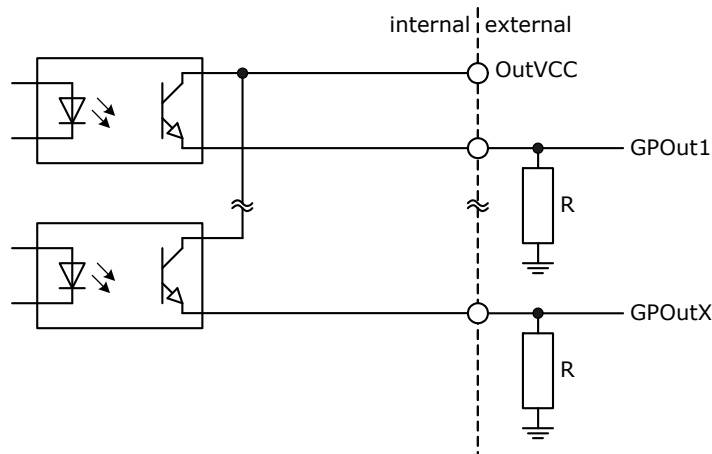 internal external
OutVCC
GPOut1
R
GPOutX
R